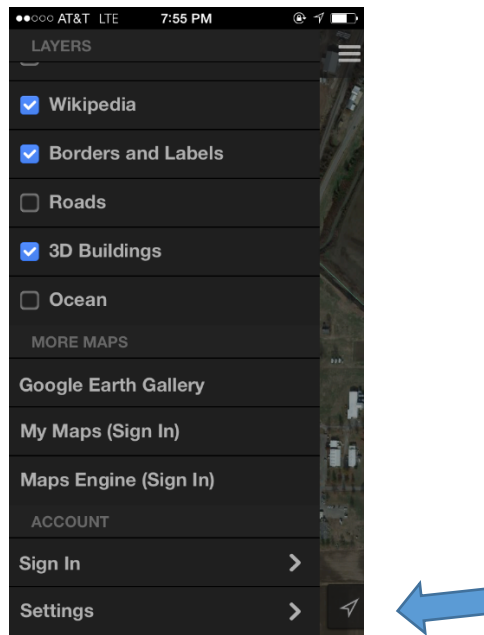 AT&T LTE 7:55 PM
LAYERS
Wikipedia
Borders and Labels
Roads
3D Buildings
Ocean
MORE MAPS
Google Earth Gallery
My Maps (Sign In)
Maps Engine (Sign In)
ACCOUNT
Sign In
Settings